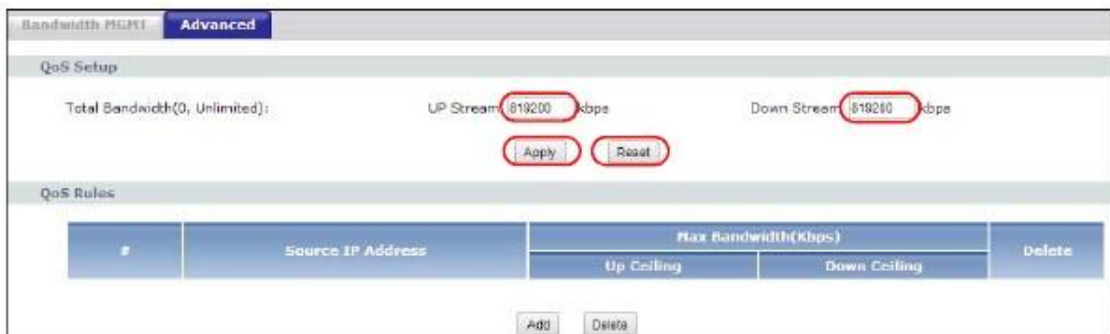 Bandwidth MGMT Advanced
QoS Setup
Total Bandwidth(0, Unlimited): UP Stream 819200 kbps Down Stream 819200 kbps
Apply Reset
QoS Rules
# Source IP Address Max Bandwidth(Kbps) Delete
Up Ceiling Down Ceiling
Add Delete